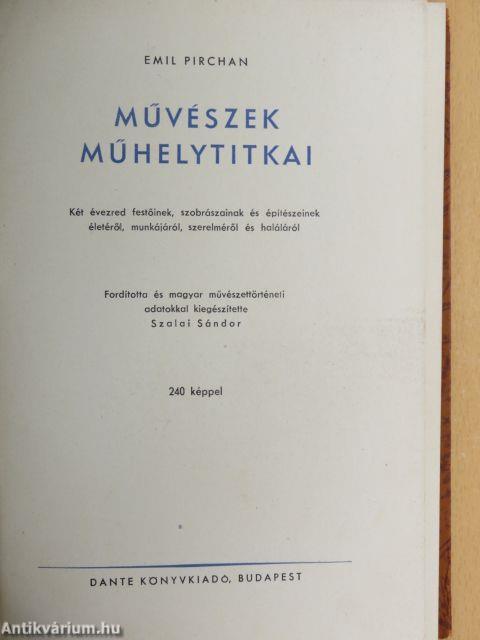 EMIL PIRCHAN
MŰVÉSZEK
MŰHELYTITKAI
Két évezred festőinek, szobrászainak és építészeinek
életéről, munkájáról, szerelméről és haláláról
Fordította és magyar művészettörténeti
adatokkal kiegészítette
Szalai Sándor
240 képpel
DANTE KÖNYVKIADÓ, BUDAPEST
Antikvárium.hu